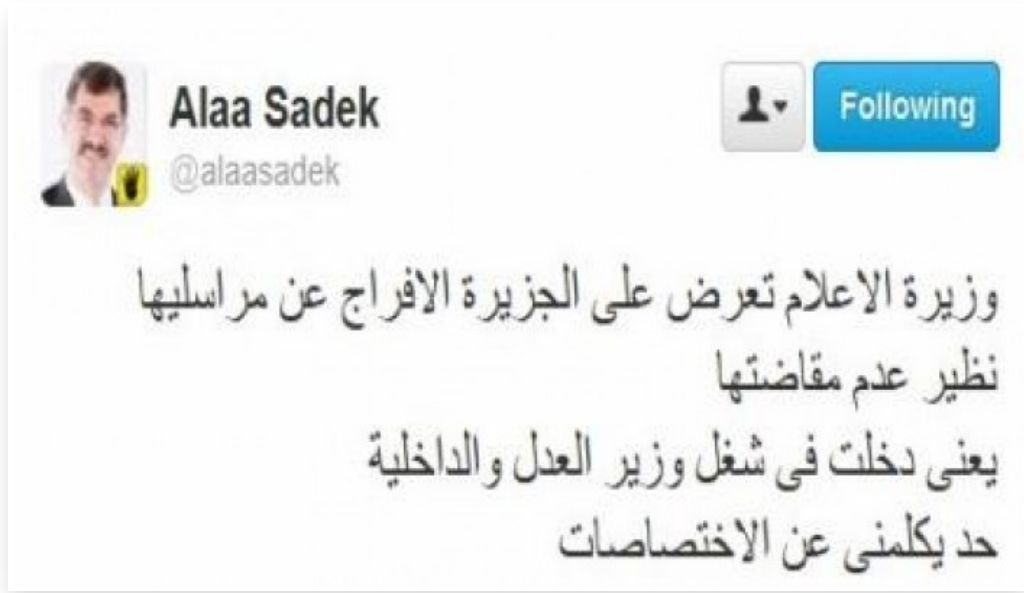 Alaa Sadek
@alaasadek
Following
وزيرة الاعلام تعرض على الجزيرة الافراج عن مراسليها
نظير عدم مقاضتها
يعنى دخلت فى شغل وزير العدل والداخلية
حد يكلمنى عن الاختصاصات